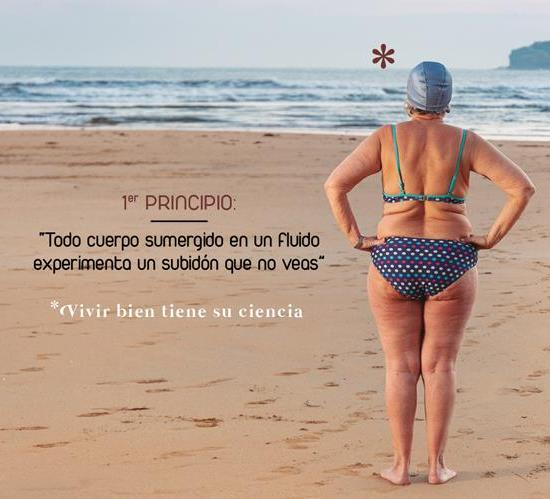 *
1er PRINCIPIO:
"Todo cuerpo sumergido en un fluido
experimenta un subidón que no veas"
*Vivir bien tiene su ciencia